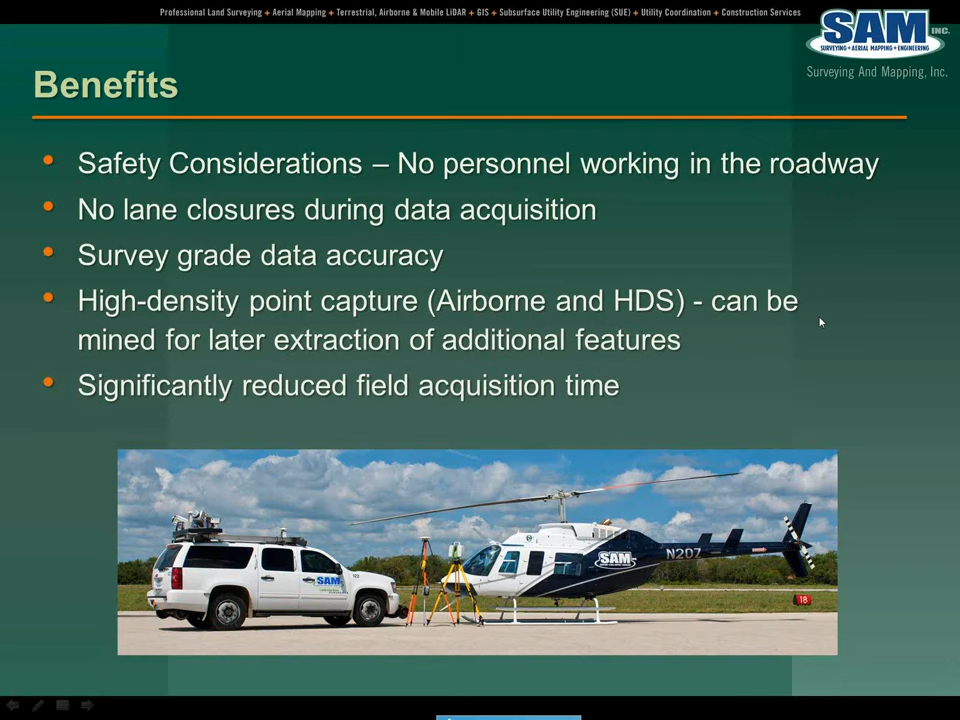 Professional Land Surveying + Aerial Mapping + Terrestrial, Airborne & Mobile LiDAR + GIS + Subsurface Utility Engineering (SUE) + Utility Coordination + Construction Services
SAM INC.
SURVEYING + AERIAL MAPPING + ENGINEERING
Surveying And Mapping, Inc.
Benefits
• Safety Considerations – No personnel working in the roadway
• No lane closures during data acquisition
• Survey grade data accuracy
• High-density point capture (Airborne and HDS) - can be
mined for later extraction of additional features
• Significantly reduced field acquisition time
SAM
N207
SAM
122
18